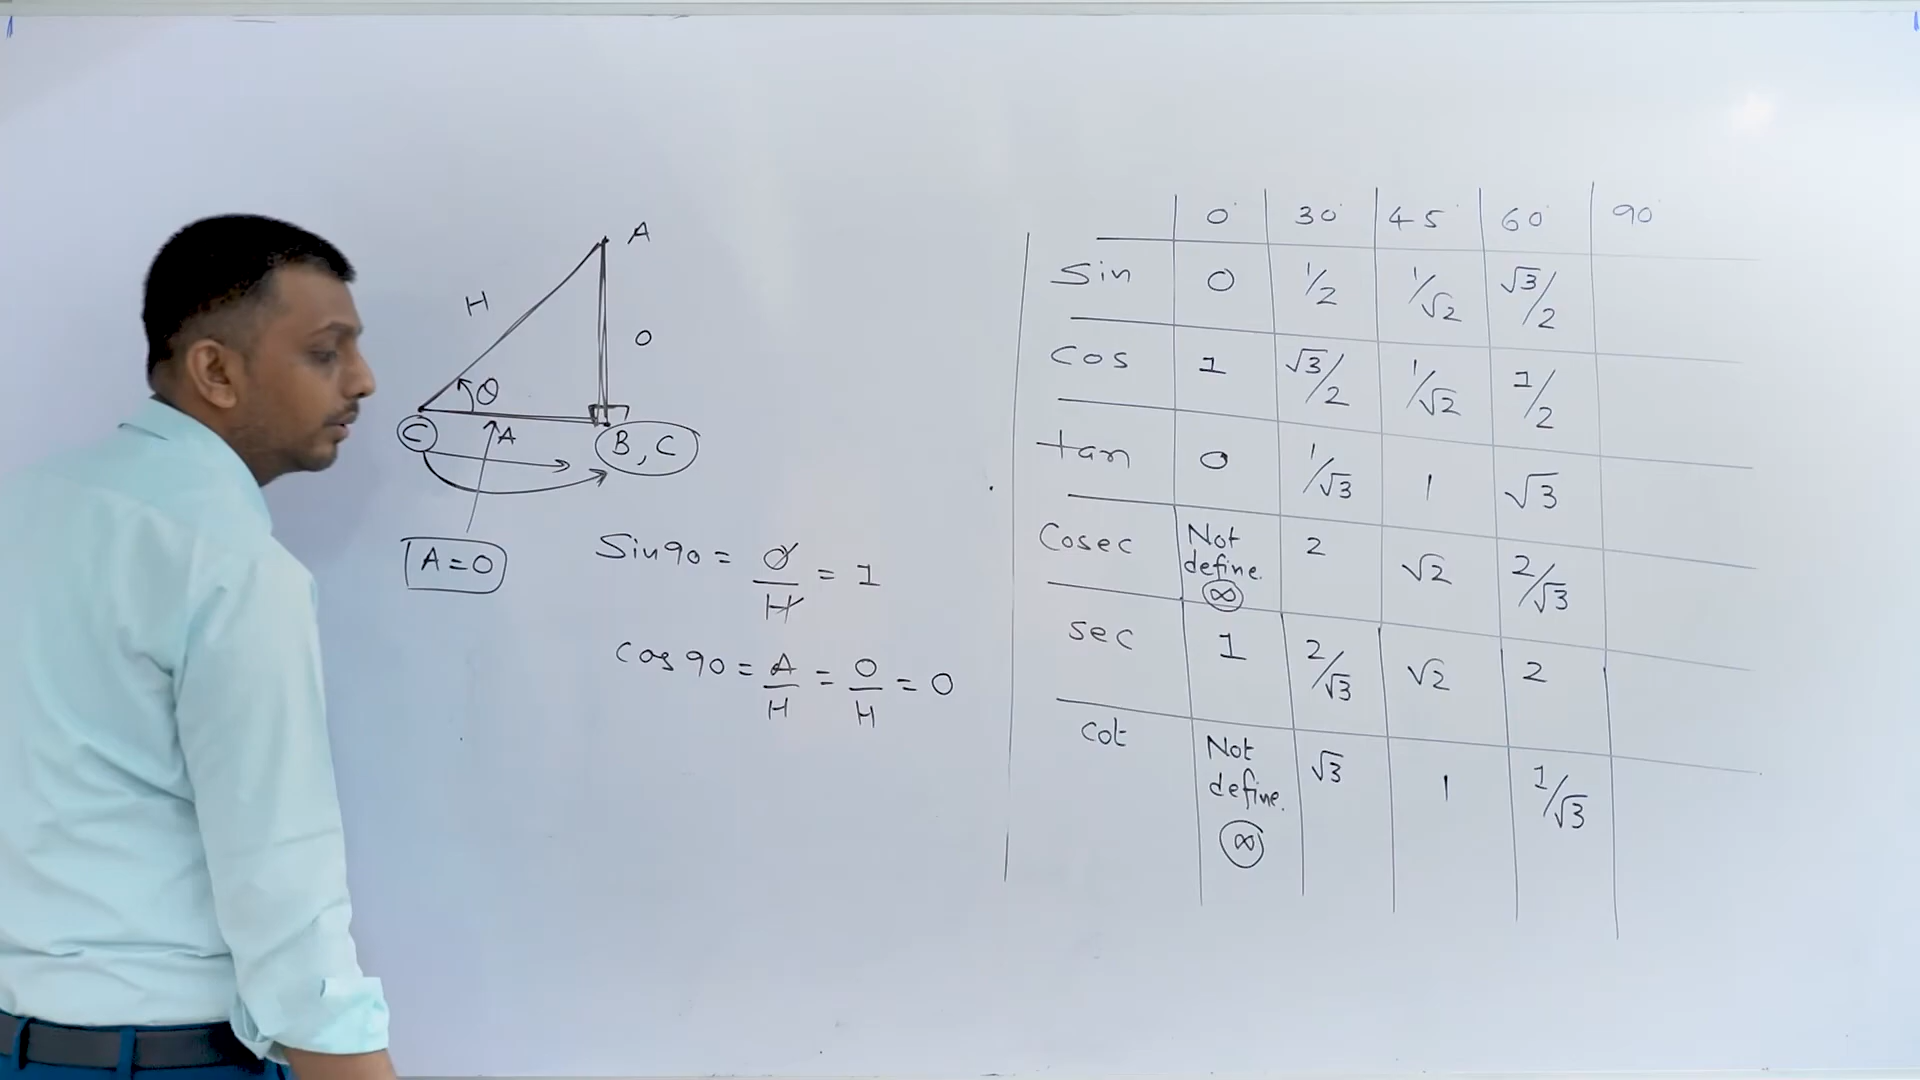 A
H
O
θ
C
A
B, C
A=0
Sin90 = O/H = 1
Cos 90 = A/H = O/H = 0
0° 30° 45° 60° 90°
Sin 0 1/2 1/√2 √3/2
Cos 1 √3/2 1/√2 1/2
tan 0 1/√3 1 √3
Cosec Not define. ∞ 2 √2 2/√3
Sec 1 2/√3 √2 2
Cot Not define. ∞ √3 1 1/√3